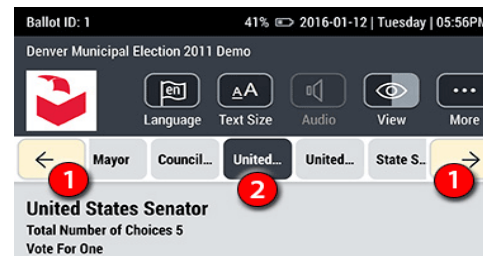 Ballot ID: 1 41% 2016-01-12 | Tuesday | 05:56PM
Denver Municipal Election 2011 Demo
en AA
Language Text Size Audio View More
← Mayor Council... United... United... State S.. →
1 2 1
United States Senator
Total Number of Choices 5
Vote For One